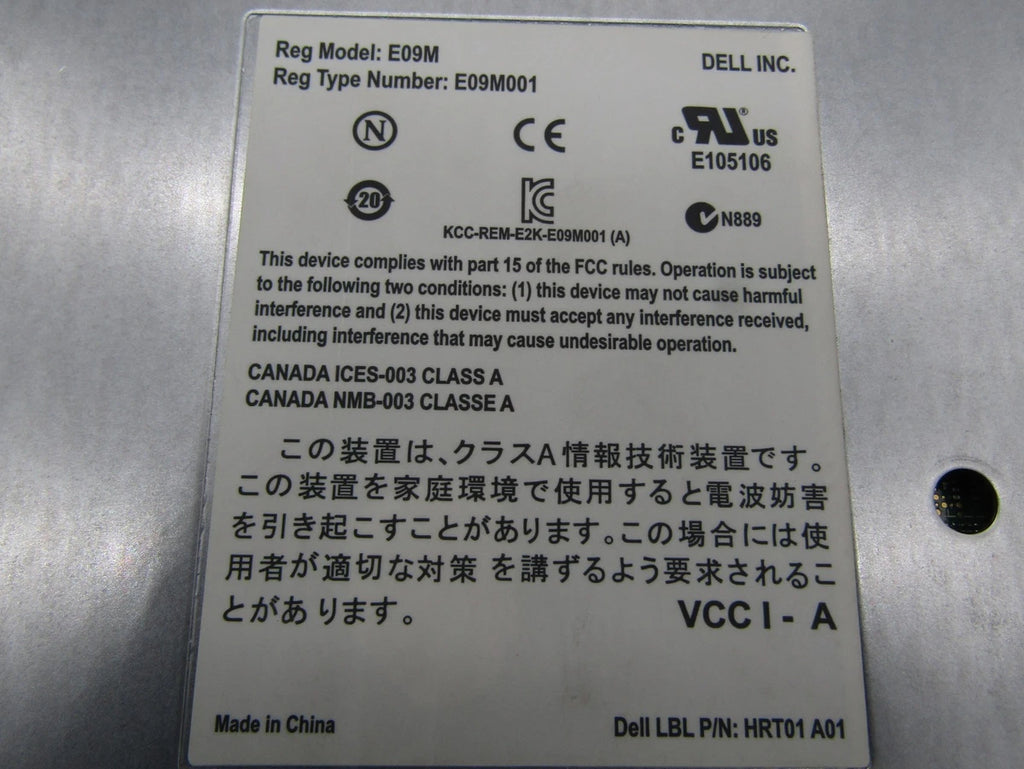 Reg Model: E09M
DELL INC.
Reg Type Number: E09M001
N
CE
c RU US
®
E105106
20
KC
N889
KCC-REM-E2K-E09M001 (A)
This device complies with part 15 of the FCC rules. Operation is subject
to the following two conditions: (1) this device may not cause harmful
interference and (2) this device must accept any interference received,
including interference that may cause undesirable operation.
CANADA ICES-003 CLASS A
CANADA NMB-003 CLASSE A
この装置は、クラスA情報技術装置です。
この装置を家庭環境で使用すると電波妨害
を引き起こすことがあります。この場合には使
用者が適切な対策 を講ずるよう要求されるこ
とがあ ります。
VCC I - A
Made in China
Dell LBL P/N: HRT01 A01